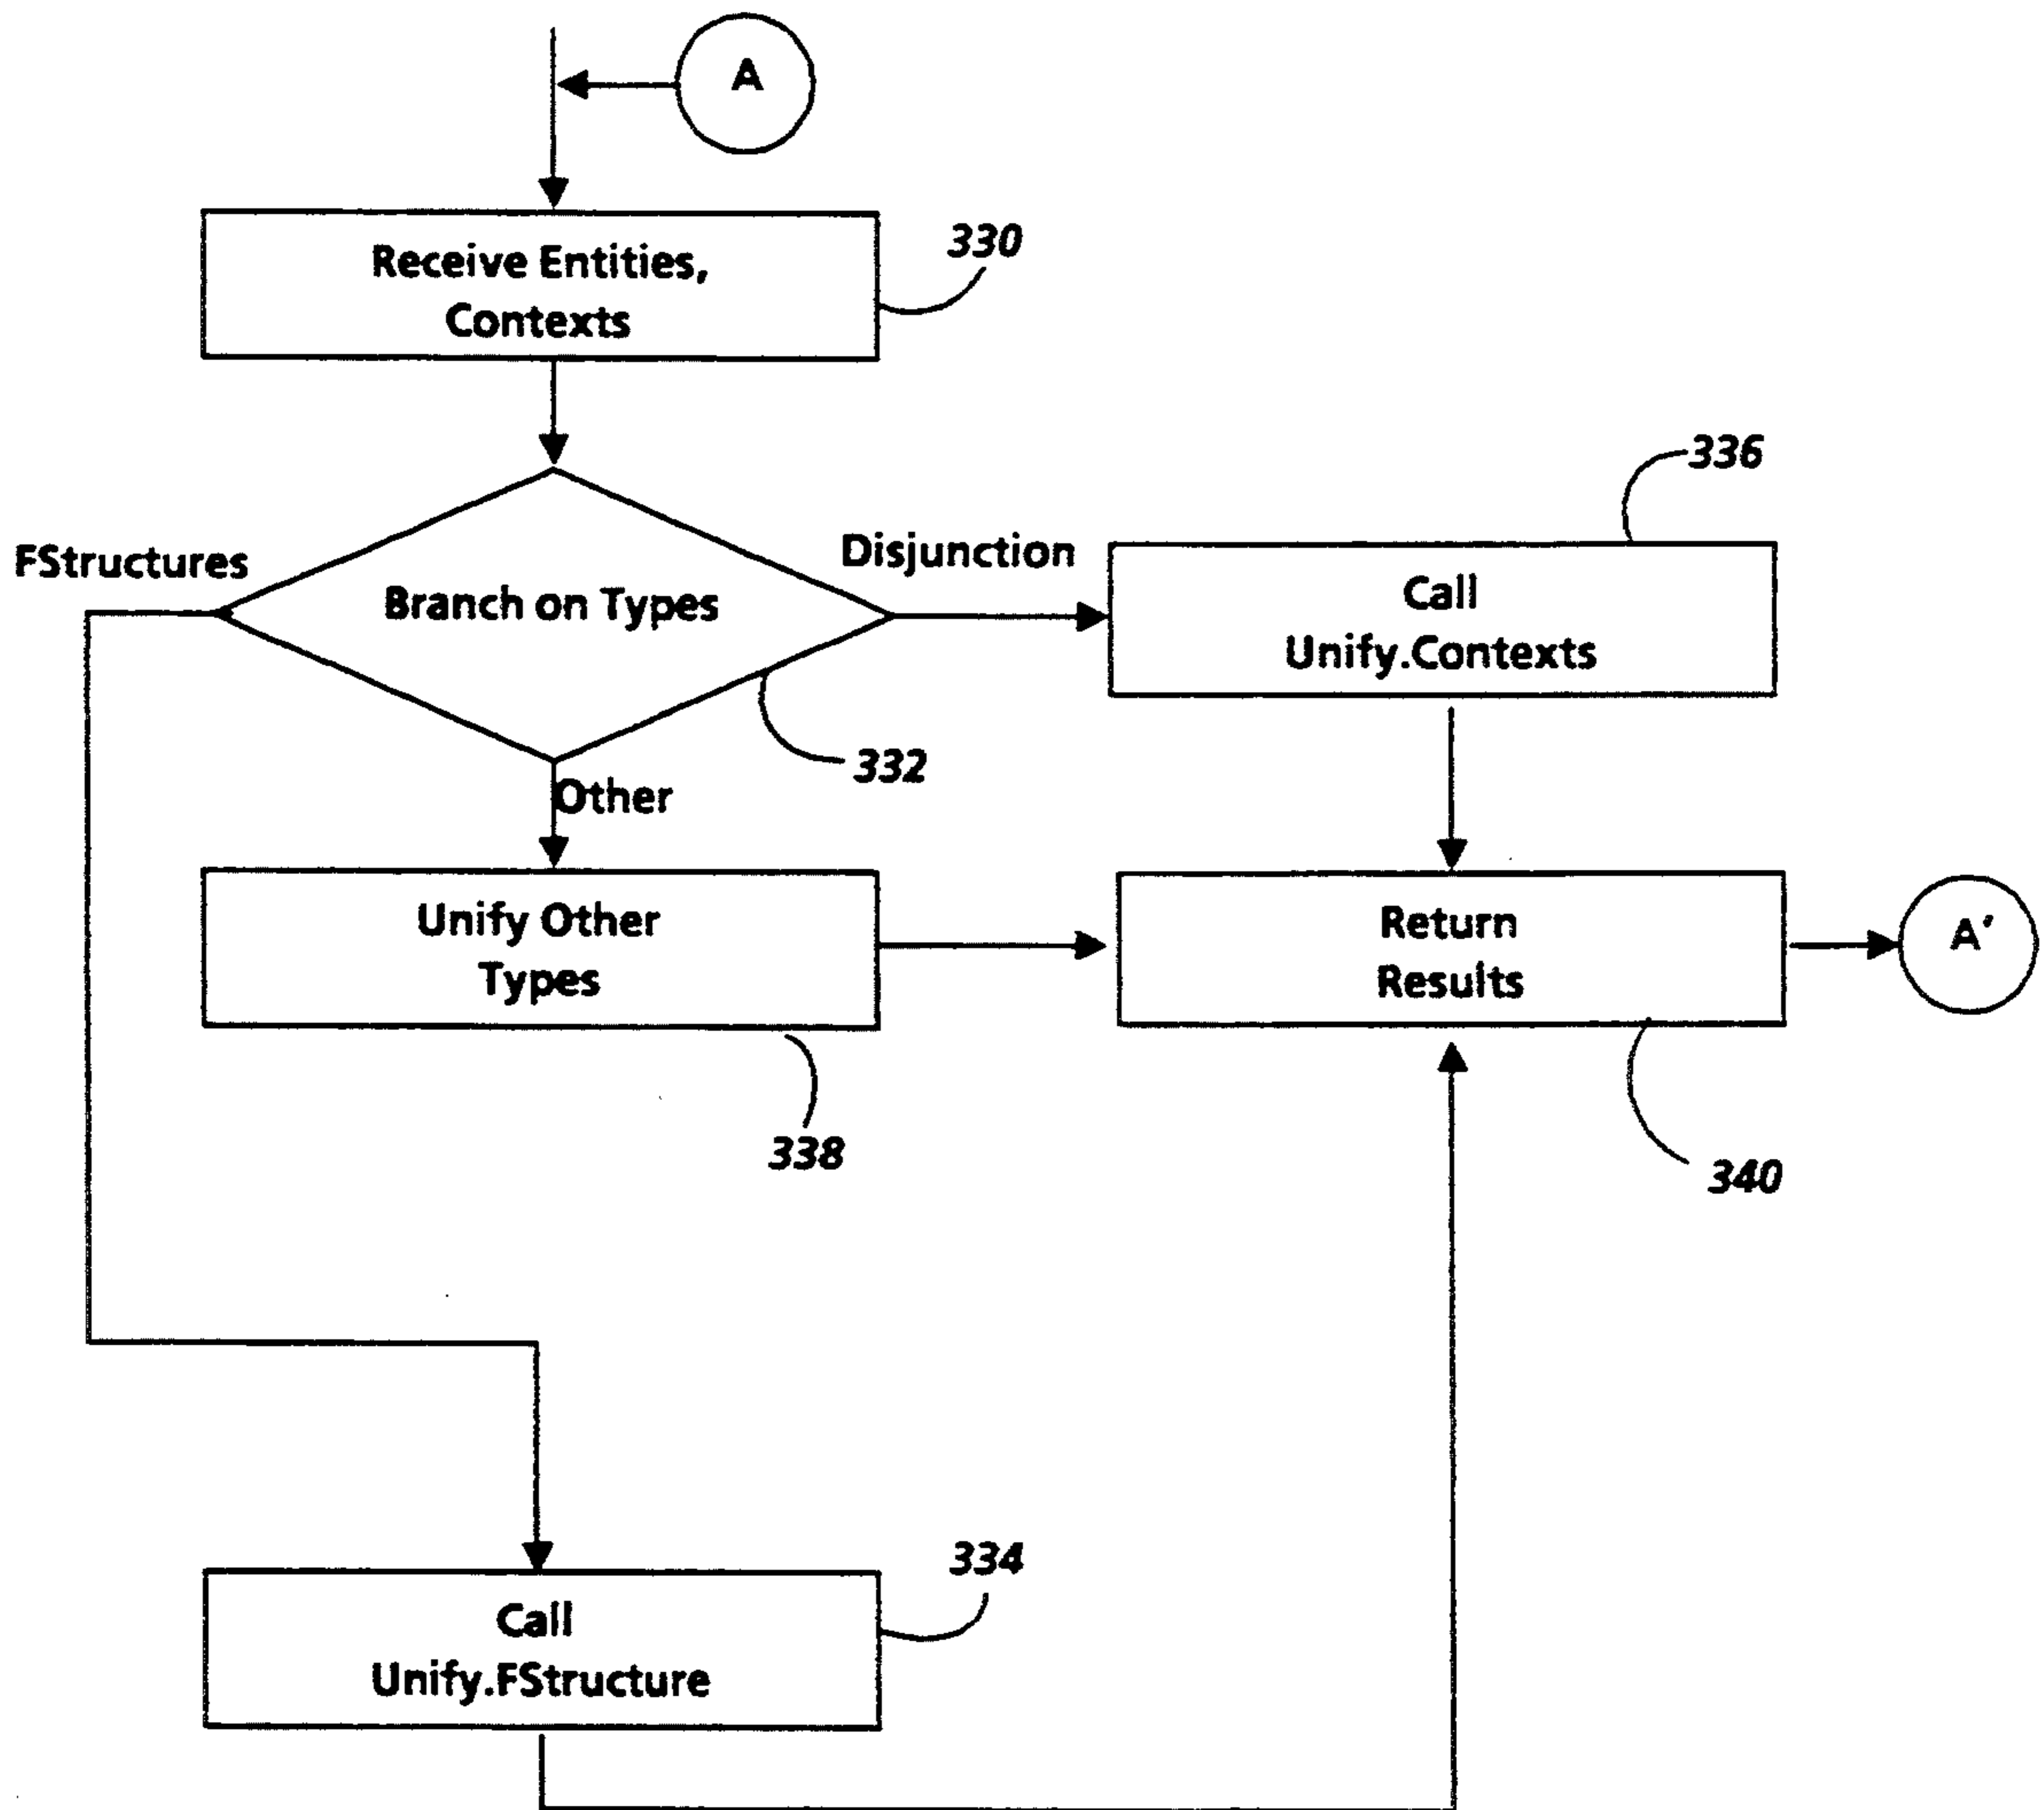 A
Receive Entities,
Contexts
330
FStructures
Branch on Types
Disjunction
336
Call
Unify.Contexts
332
Other
Unify Other
Types
338
Return
Results
A'
340
334
Call
Unify.FStructure